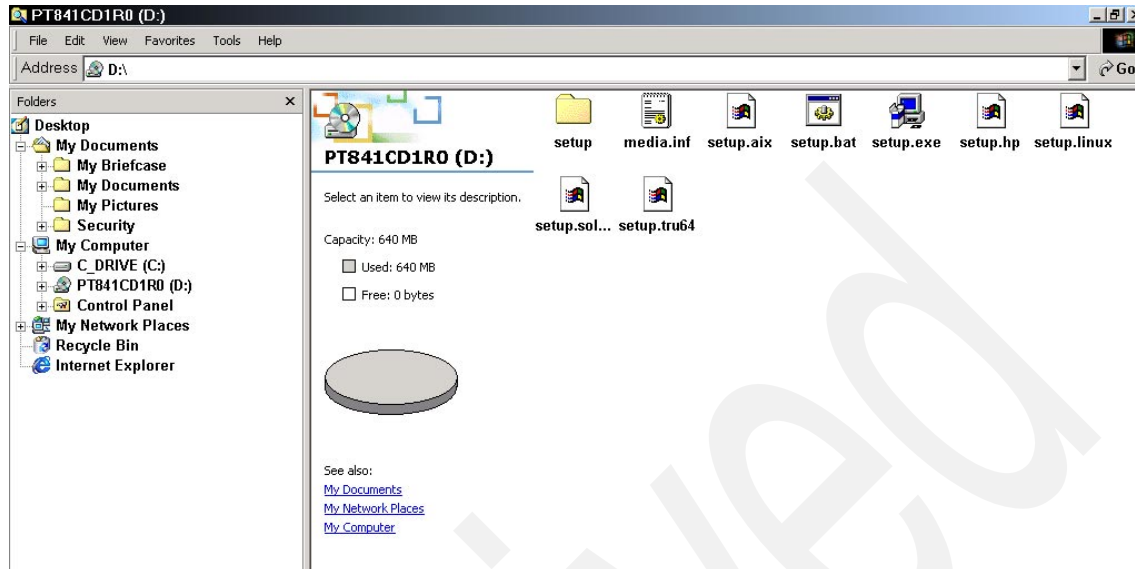 PT841CD1R0 (D:)
File Edit View Favorites Tools Help
Address D:\ Go
Folders
Desktop
My Documents
My Briefcase
My Documents
My Pictures
Security
My Computer
C_DRIVE (C:)
PT841CD1R0 (D:)
Control Panel
My Network Places
Recycle Bin
Internet Explorer
PT841CD1R0 (D:)
Select an item to view its description.
Capacity: 640 MB
Used: 640 MB
Free: 0 bytes
See also:
My Documents
My Network Places
My Computer
setup media.inf setup.aix setup.bat setup.exe setup.hp setup.linux
setup.sol... setup.tru64